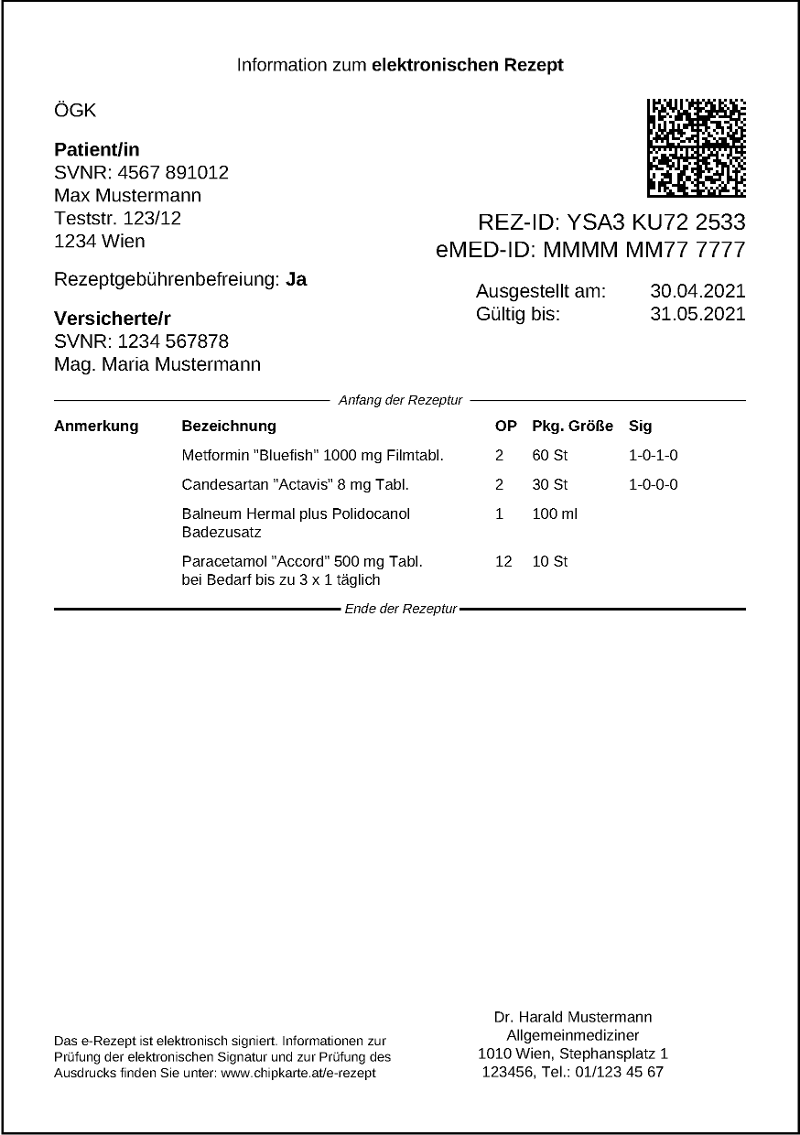 Information zum elektronischen Rezept
ÖGK
Patient/in
SVNR: 4567 891012
Max Mustermann
Teststr. 123/12
1234 Wien
Rezeptgebührenbefreiung: Ja
Versicherte/r
SVNR: 1234 567878
Mag. Maria Mustermann
REZ-ID: YSA3 KU72 2533
eMED-ID: MMMM MM77 7777
Ausgestellt am: 30.04.2021
Gültig bis: 31.05.2021
Anfang der Rezeptur
Anmerkung Bezeichnung OP Pkg. Größe Sig
Metformin "Bluefish" 1000 mg Filmtabl. 2 60 St 1-0-1-0
Candesartan "Actavis" 8 mg Tabl. 2 30 St 1-0-0-0
Balneum Hermal plus Polidocanol 1 100 ml
Badezusatz
Paracetamol "Accord" 500 mg Tabl. 12 10 St
bei Bedarf bis zu 3 x 1 täglich
Ende der Rezeptur
Das e-Rezept ist elektronisch signiert. Informationen zur
Prüfung der elektronischen Signatur und zur Prüfung des
Ausdrucks finden Sie unter: www.chipkarte.at/e-rezept
Dr. Harald Mustermann
Allgemeinmediziner
1010 Wien, Stephansplatz 1
123456, Tel.: 01/123 45 67